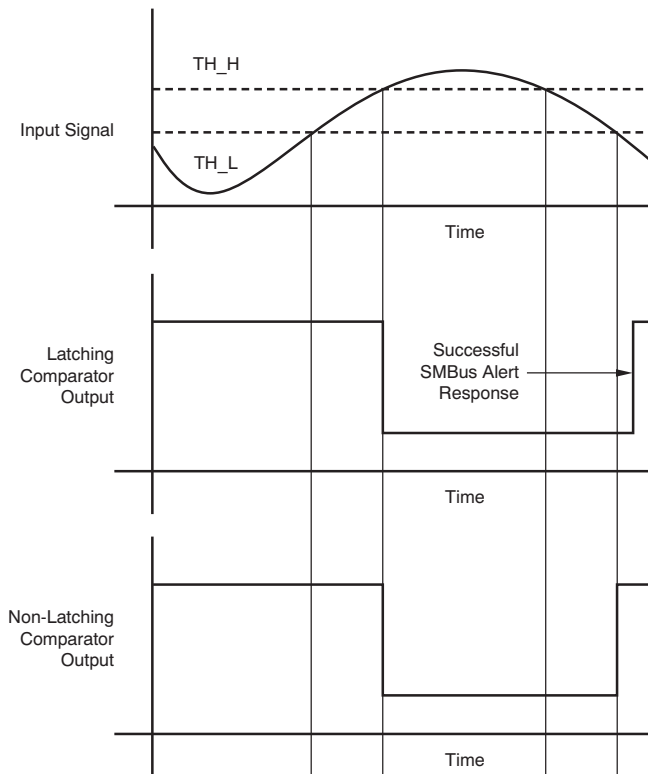 TH_H
Input Signal
TH_L
Time
Latching
Comparator
Output
Successful
SMBus Alert
Response
Time
Non-Latching
Comparator
Output
Time